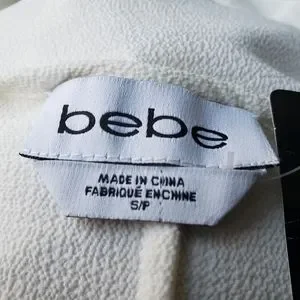 bebe
MADE IN CHINA
FABRIQUÉ EN CHINE
S/P